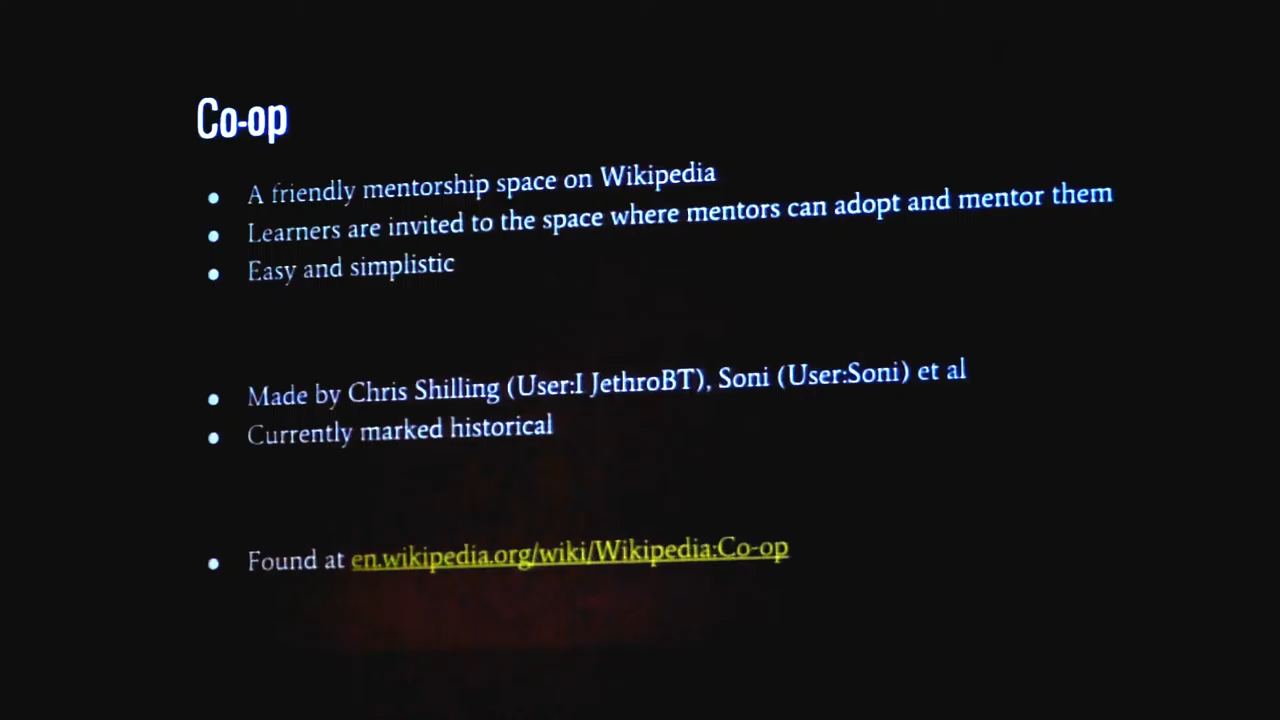 Co-op
● A friendly mentorship space on Wikipedia
● Learners are invited to the space where mentors can adopt and mentor them
● Easy and simplistic
● Made by Chris Shilling (User:I JethroBT), Soni (User:Soni) et al
● Currently marked historical
● Found at en.wikipedia.org/wiki/Wikipedia:Co-op